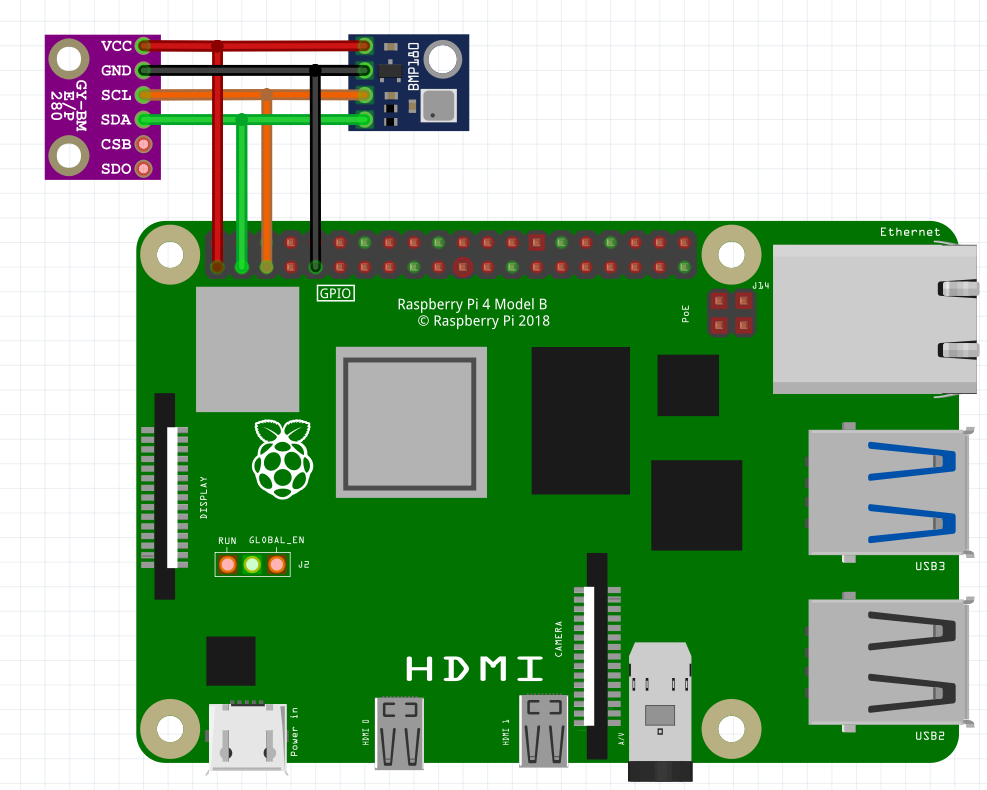 VCC
GND
SCL
SDA
CSB
SDO
GY-BM
E/P
280
BMP180
Ethernet
J14
GPIO
Raspberry Pi 4 Model B
© Raspberry Pi 2018
PoE
DISPLAY
RUN
GLOBAL_EN
J2
USB3
CAMERA
HDMI
Power in
HDMI 0
HDMI 1
A/V
USB2